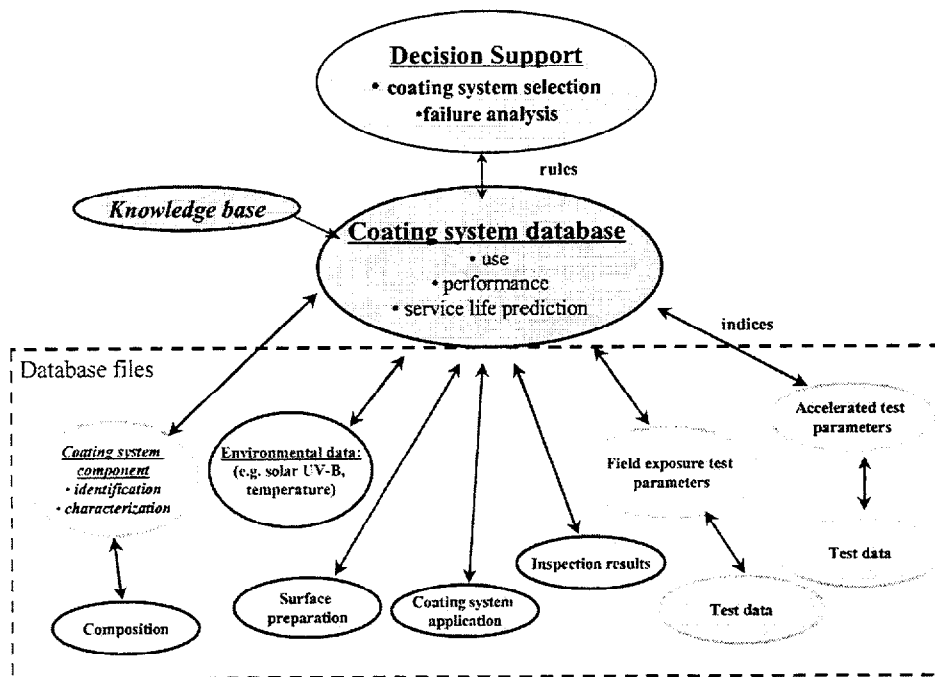 Decision Support
• coating system selection
•failure analysis
rules
Knowledge base
Coating system database
• use
• performance
• service life prediction
indices
Database files
Accelerated test
parameters
Coating system
component
• identification
• characterization
Environmental data:
(e.g. solar UV-B,
temperature)
Field exposure test
parameters
Inspection results
Test data
Surface
preparation
Coating system
application
Test data
Composition